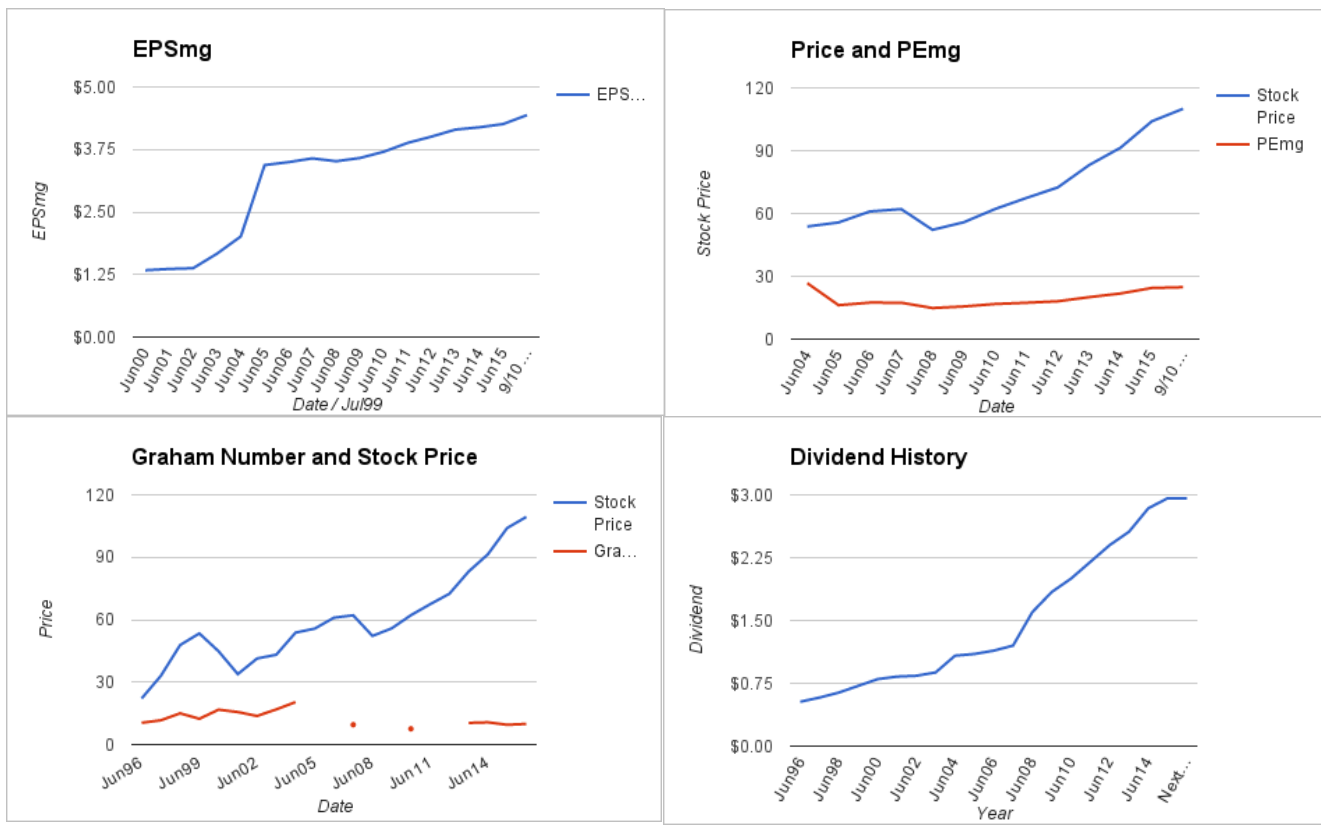 EPSmg
$5.00
$3.75
$2.50
$1.25
$0.00
EPSmg
EPS...
Jun00
Jun01
Jun02
Jun03
Jun04
Jun05
Jun06
Jun07
Jun08
Jun09
Jun10
Jun11
Jun12
Jun13
Jun14
Jun15
9/10 ...
Date / Jul99
Price and PEmg
120
90
60
30
0
Stock Price
Stock
Price
PEmg
Jun04
Jun05
Jun06
Jun07
Jun08
Jun09
Jun10
Jun11
Jun12
Jun13
Jun14
Jun15
9/10 ...
Date
Graham Number and Stock Price
120
90
60
30
0
Price
Stock
Price
Gra...
Jun96
Jun99
Jun02
Jun05
Jun08
Jun11
Jun14
Date
Dividend History
$3.00
$2.25
$1.50
$0.75
$0.00
Dividend
Jun96
Jun98
Jun00
Jun02
Jun04
Jun06
Jun08
Jun10
Jun12
Jun14
Next...
Year